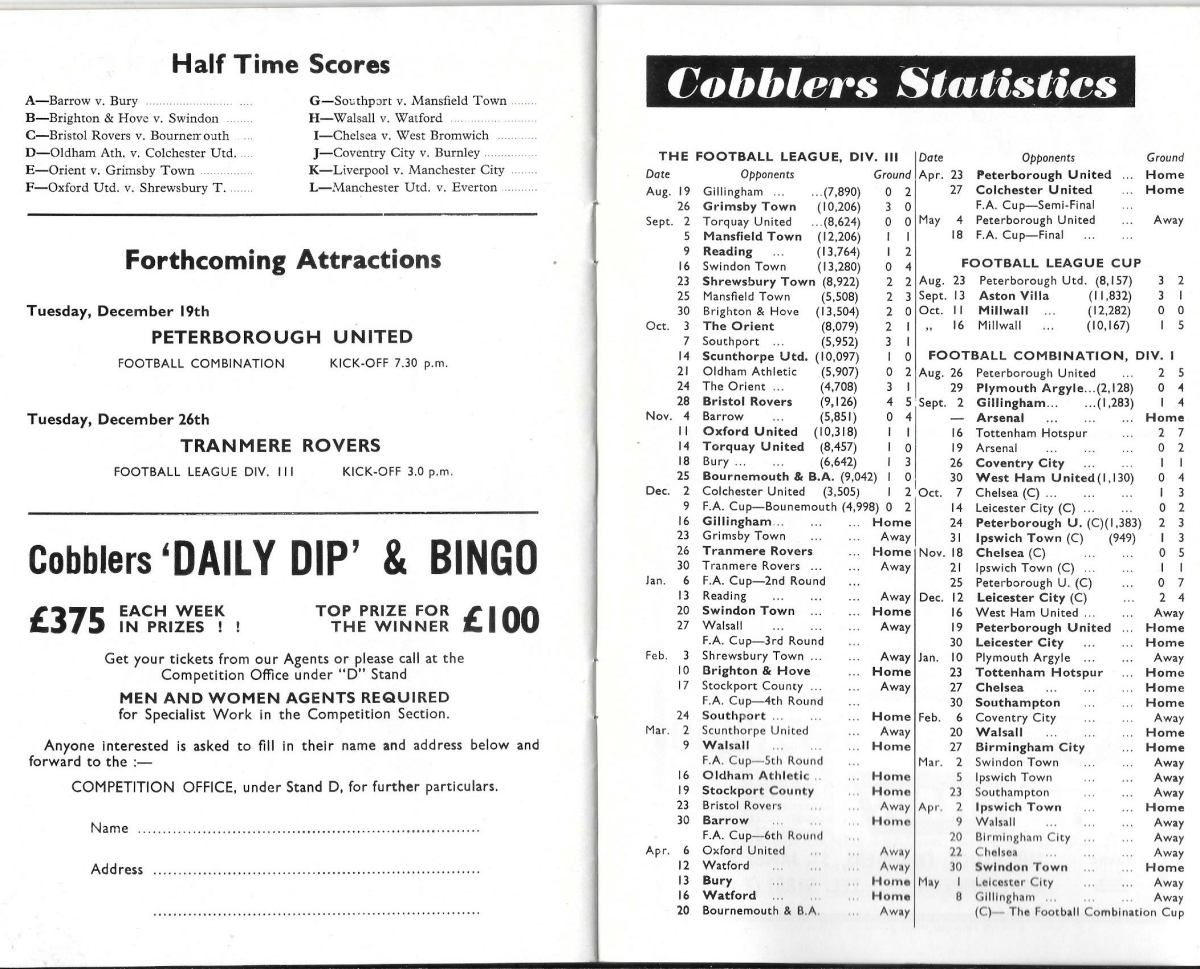 Half Time Scores
A—Barrow v. Bury
B—Brighton & Hove v. Swindon
C—Bristol Rovers v. Bournemouth
D—Oldham Ath. v. Colchester Utd.
E—Orient v. Grimsby Town
F—Oxford Utd. v. Shrewsbury T.
G—Southport v. Mansfield Town
H—Walsall v. Watford
I—Chelsea v. West Bromwich
J—Coventry City v. Burnley
K—Liverpool v. Manchester City
L—Manchester Utd. v. Everton
Forthcoming Attractions
Tuesday, December 19th
PETERBOROUGH UNITED
FOOTBALL COMBINATION KICK-OFF 7.30 p.m.
Tuesday, December 26th
TRANMERE ROVERS
FOOTBALL LEAGUE DIV. III KICK-OFF 3.0 p.m.
Cobblers 'DAILY DIP' & BINGO
£375 EACH WEEK IN PRIZES ! !
TOP PRIZE FOR THE WINNER £100
Get your tickets from our Agents or please call at the
Competition Office under "D" Stand
MEN AND WOMEN AGENTS REQUIRED
for Specialist Work in the Competition Section.
Anyone interested is asked to fill in their name and address below and
forward to the :—
COMPETITION OFFICE, under Stand D, for further particulars.
Name
Address
Cobblers Statistics
THE FOOTBALL LEAGUE, DIV. III
Date Opponents Ground
Aug. 19 Gillingham ... ...(7,890) 0 2
26 Grimsby Town (10,206) 3 0
Sept. 2 Torquay United ...(8,624) 0 0
5 Mansfield Town (12,206) 1 1
9 Reading ... (13,764) 1 2
16 Swindon Town (13,280) 0 4
23 Shrewsbury Town (8,922) 2 2
25 Mansfield Town (5,508) 2 3
30 Brighton & Hove (13,504) 2 0
Oct. 3 The Orient (8,079) 2 1
7 Southport ... (5,952) 3 1
14 Scunthorpe Utd. (10,097) 1 0
21 Oldham Athletic (5,907) 0 2
24 The Orient ... (4,708) 3 1
28 Bristol Rovers (9,126) 4 5
Nov. 4 Barrow ... (5,851) 0 4
11 Oxford United (10,318) 1 1
14 Torquay United (8,457) 1 0
18 Bury ... ... (6,642) 1 3
25 Bournemouth & B.A. (9,042) 1 0
Dec. 2 Colchester United (3,505) 1 2
9 F.A. Cup—Bounemouth (4,998) 0 2
16 Gillingham... ... ... Home
23 Grimsby Town ... Away
26 Tranmere Rovers ... Home
30 Tranmere Rovers ... ... Away
Jan. 6 F.A. Cup—2nd Round ...
13 Reading ... ... ... Away
20 Swindon Town ... ... Home
27 Walsall ... ... ... Away
F.A. Cup—3rd Round ...
Feb. 3 Shrewsbury Town ... ... Away
10 Brighton & Hove ... Home
17 Stockport County ... ... Away
F.A. Cup—4th Round ...
24 Southport ... ... ... Home
Mar. 2 Scunthorpe United ... Away
9 Walsall ... ... ... Home
F.A. Cup—5th Round ...
16 Oldham Athletic .. ... Home
19 Stockport County ... Home
23 Bristol Rovers ... ... Away
30 Barrow ... ... ... Home
F.A. Cup—6th Round ...
Apr. 6 Oxford United ... ... Away
12 Watford ... ... ... Away
13 Bury ... ... ... Home
16 Watford ... ... ... Home
20 Bournemouth & B.A. ... Away
Date Opponents Ground
Apr. 23 Peterborough United ... Home
27 Colchester United ... Home
F.A. Cup—Semi-Final ...
May 4 Peterborough United ... Away
18 F.A. Cup—Final ... ...
FOOTBALL LEAGUE CUP
Aug. 23 Peterborough Utd. (8,157) 3 2
Sept. 13 Aston Villa (11,832) 3 1
Oct. 11 Millwall ... (12,282) 0 0
„ 16 Millwall ... (10,167) 1 5
FOOTBALL COMBINATION, DIV. I
Aug. 26 Peterborough United ... 2 5
29 Plymouth Argyle...(2,128) 0 4
Sept. 2 Gillingham... ...(1,283) 1 4
— Arsenal ... ... ... Home
16 Tottenham Hotspur ... 2 7
19 Arsenal ... ... ... 0 2
26 Coventry City ... ... 1 1
30 West Ham United (1,130) 0 4
Oct. 7 Chelsea (C) ... ... ... 1 3
14 Leicester City (C) ... ... 0 2
24 Peterborough U. (C)(1,383) 2 3
31 Ipswich Town (C) (949) 1 3
Nov. 18 Chelsea (C) ... ... 0 5
21 Ipswich Town (C) ... ... 1 1
25 Peterborough U. (C) ... 0 7
Dec. 12 Leicester City (C) ... 2 4
16 West Ham United ... ... Away
19 Peterborough United ... Home
30 Leicester City ... ... Home
Jan. 10 Plymouth Argyle ... ... Away
23 Tottenham Hotspur ... Home
27 Chelsea ... ... ... Home
30 Southampton ... ... Home
Feb. 6 Coventry City ... ... Away
20 Walsall ... ... ... Home
27 Birmingham City ... Home
Mar. 2 Swindon Town ... ... Away
5 Ipswich Town ... ... Away
23 Southampton ... ... Away
Apr. 2 Ipswich Town ... ... Home
9 Walsall ... ... ... Away
20 Birmingham City ... ... Away
22 Chelsea ... ... ... Away
30 Swindon Town ... ... Home
May 1 Leicester City ... ... Away
8 Gillingham ... ... ... Away
(C)— The Football Combination Cup